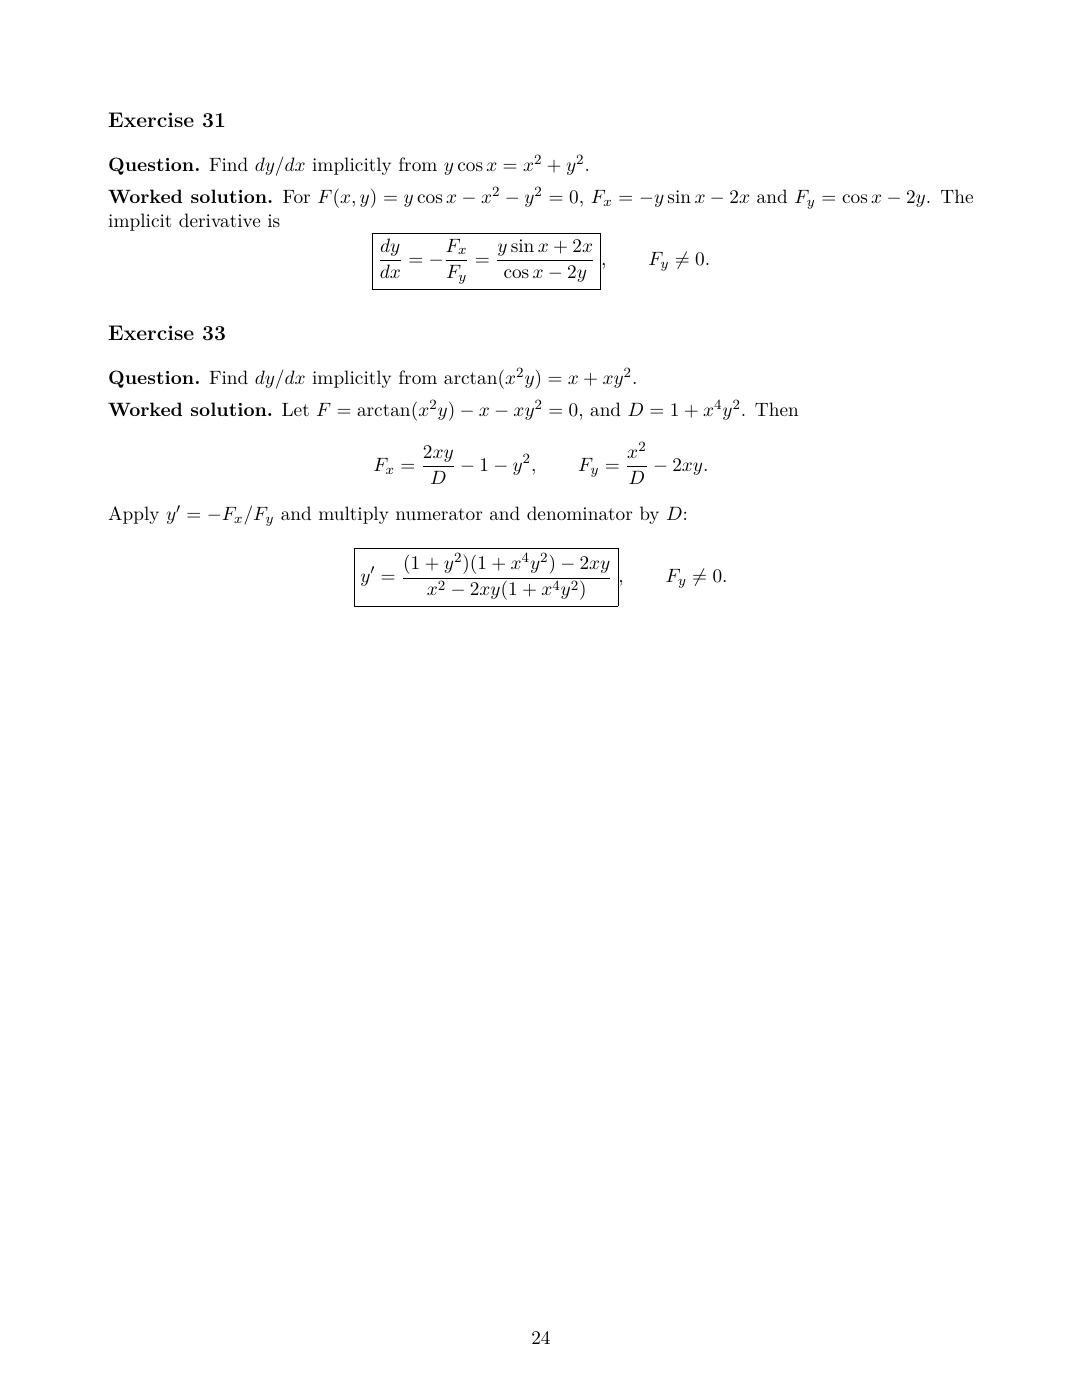 Exercise 31
Question. Find dy/dx implicitly from y cos x = x² + y².
Worked solution. For F(x, y) = y cos x − x² − y² = 0, Fₓ = −y sin x − 2x and F_y = cos x − 2y. The
implicit derivative is
dy/dx = −Fₓ/F_y = (y sin x + 2x)/(cos x − 2y), F_y ≠ 0.
Exercise 33
Question. Find dy/dx implicitly from arctan(x²y) = x + xy².
Worked solution. Let F = arctan(x²y) − x − xy² = 0, and D = 1 + x⁴y². Then
Fₓ = 2xy/D − 1 − y², F_y = x²/D − 2xy.
Apply y′ = −Fₓ/F_y and multiply numerator and denominator by D:
y′ = ((1 + y²)(1 + x⁴y²) − 2xy)/(x² − 2xy(1 + x⁴y²)), F_y ≠ 0.
24